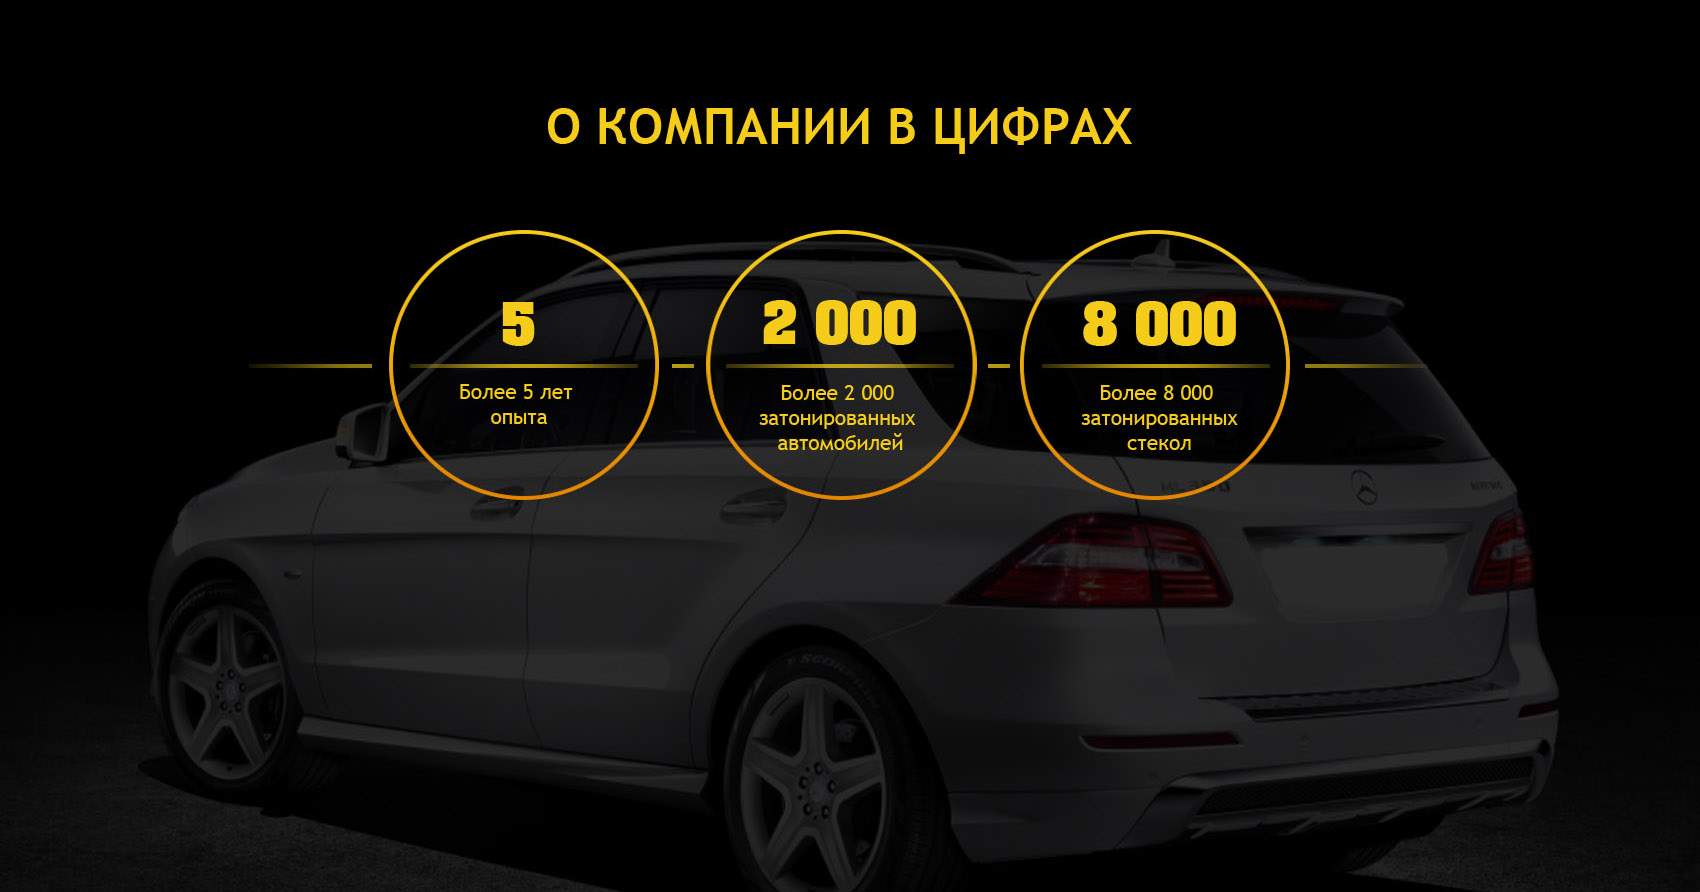 О КОМПАНИИ В ЦИФРАХ
5
Более 5 лет
опыта
2 000
Более 2 000
затонированных
автомобилей
8 000
Более 8 000
затонированных
стекол
SCORPION